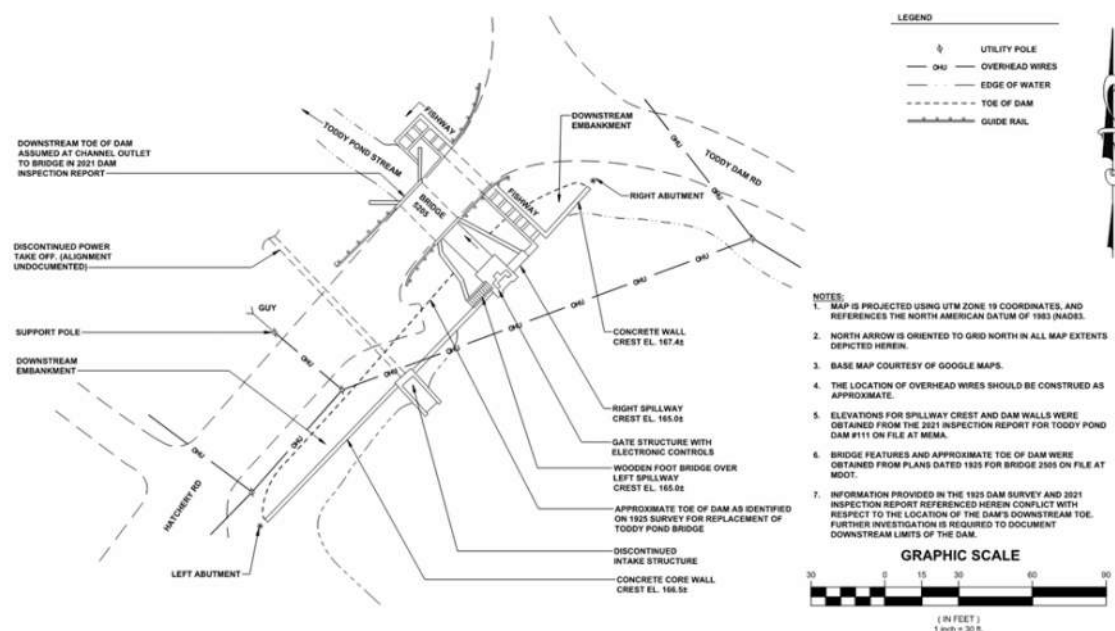 LEGEND
UTILITY POLE
OHU
OVERHEAD WIRES
EDGE OF WATER
TOE OF DAM
GUIDE RAIL
FISHWAY
TODDY POND STREAM
DOWNSTREAM
EMBANKMENT
TODDY DAM RD
OHU
OHU
DOWNSTREAM TOE OF DAM
ASSUMED AT CHANNEL OUTLET
TO BRIDGE IN 2021 DAM
INSPECTION REPORT
BRIDGE
5205
FISHWAY
RIGHT ABUTMENT
DISCONTINUED POWER
TAKE OFF. (ALIGNMENT
UNDOCUMENTED)
OHU
OHU
OHU
OHU
GUY
SUPPORT POLE
OHU
OHU
DOWNSTREAM
EMBANKMENT
OHU
OHU
HATCHERY RD
LEFT ABUTMENT
CONCRETE WALL
CREST EL. 167.4±
RIGHT SPILLWAY
CREST EL. 165.0±
GATE STRUCTURE WITH
ELECTRONIC CONTROLS
WOODEN FOOT BRIDGE OVER
LEFT SPILLWAY
CREST EL. 165.0±
APPROXIMATE TOE OF DAM AS IDENTIFIED
ON 1925 SURVEY FOR REPLACEMENT OF
TODDY POND BRIDGE
DISCONTINUED
INTAKE STRUCTURE
CONCRETE CORE WALL
CREST EL. 166.5±
NOTES:
1. MAP IS PROJECTED USING UTM ZONE 19 COORDINATES, AND
REFERENCES THE NORTH AMERICAN DATUM OF 1983 (NAD83.
2. NORTH ARROW IS ORIENTED TO GRID NORTH IN ALL MAP EXTENTS
DEPICTED HEREIN.
3. BASE MAP COURTESY OF GOOGLE MAPS.
4. THE LOCATION OF OVERHEAD WIRES SHOULD BE CONSTRUED AS
APPROXIMATE.
5. ELEVATIONS FOR SPILLWAY CREST AND DAM WALLS WERE
OBTAINED FROM THE 2021 INSPECTION REPORT FOR TODDY POND
DAM #111 ON FILE AT MEMA.
6. BRIDGE FEATURES AND APPROXIMATE TOE OF DAM WERE
OBTAINED FROM PLANS DATED 1925 FOR BRIDGE 2505 ON FILE AT
MDOT.
7. INFORMATION PROVIDED IN THE 1925 DAM SURVEY AND 2021
INSPECTION REPORT REFERENCED HEREIN CONFLICT WITH
RESPECT TO THE LOCATION OF THE DAM'S DOWNSTREAM TOE.
FURTHER INVESTIGATION IS REQUIRED TO DOCUMENT
DOWNSTREAM LIMITS OF THE DAM.
GRAPHIC SCALE
30 0 15 30 60 90
( IN FEET )
1 inch = 30 ft.